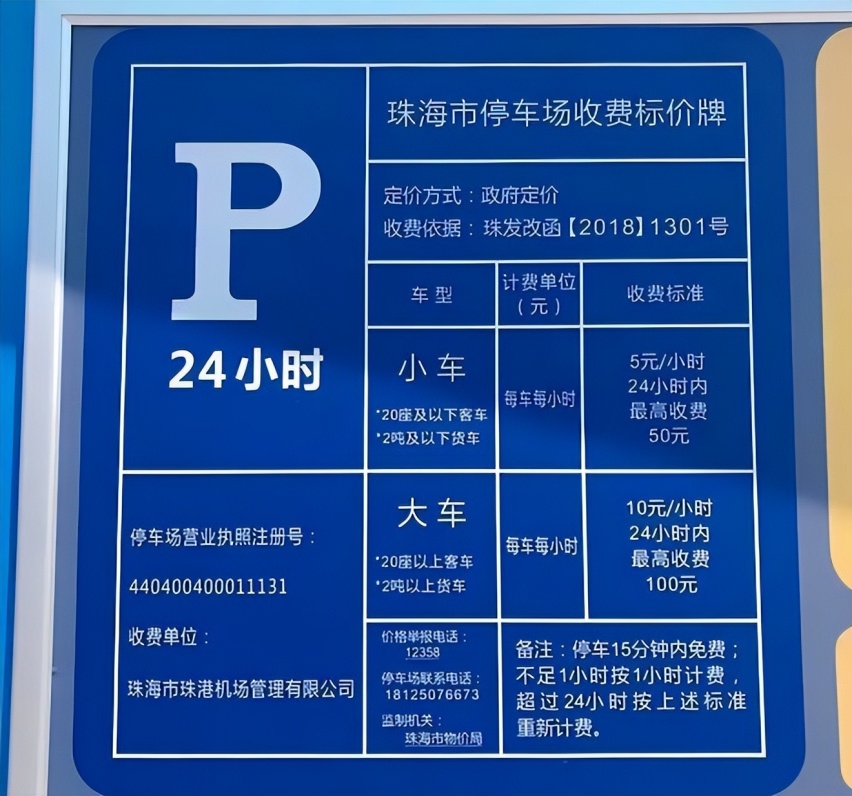 P
24小时
珠海市停车场收费标价牌
定价方式：政府定价
收费依据：珠发改函【2018】1301号
车 型
计费单位
（元）
收费标准
小 车
*20座及以下客车
*2吨及以下货车
每车每小时
5元/小时
24小时内
最高收费
50元
大 车
*20座以上客车
*2吨以上货车
每车每小时
10元/小时
24小时内
最高收费
100元
停车场营业执照注册号：
440400400011131
收费单位：
珠海市珠港机场管理有限公司
价格举报电话：
12358
停车场联系电话：
18125076673
监制机关：
珠海市物价局
备注：停车15分钟内免费；
不足1小时按1小时计费，
超过24小时按上述标准
重新计费。